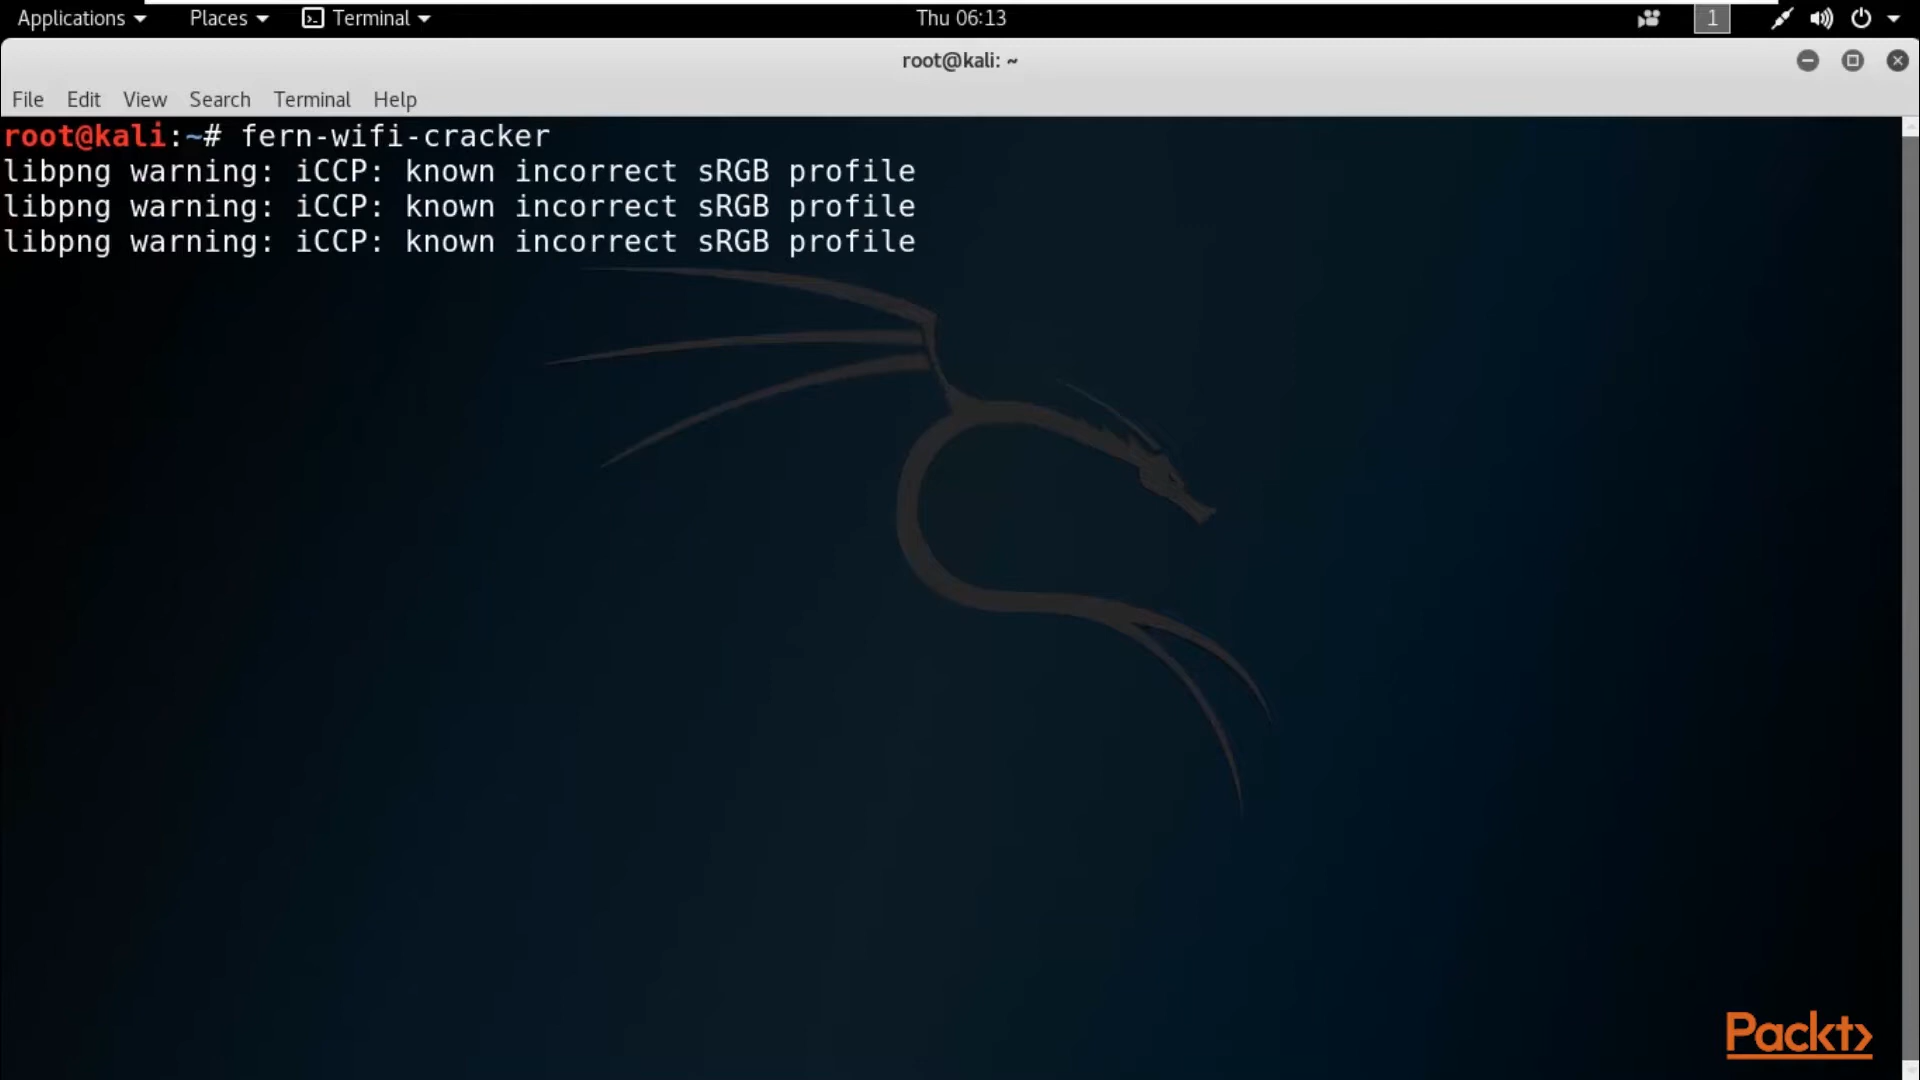 Applications Places Terminal Thu 06:13 1
root@kali: ~
File Edit View Search Terminal Help
root@kali:~# fern-wifi-cracker
libpng warning: iCCP: known incorrect sRGB profile
libpng warning: iCCP: known incorrect sRGB profile
libpng warning: iCCP: known incorrect sRGB profile
Packt>